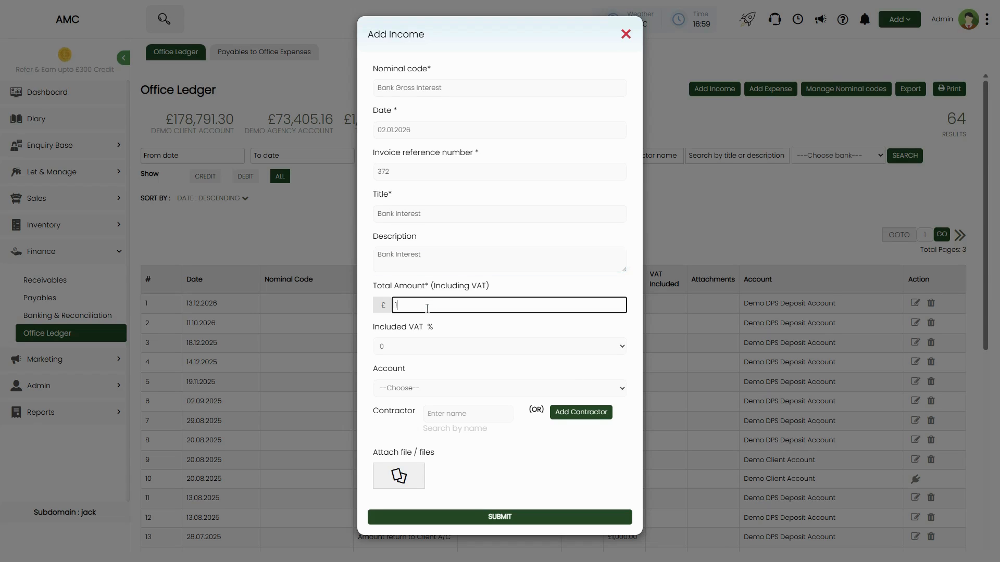 AMC
Weather
C
Time
16:59
Add
Admin
Refer & Earn upto £300 Credit
Dashboard
Diary
Enquiry Base
Let & Manage
Sales
Inventory
Finance
Receivables
Payables
Banking & Reconciliation
Office Ledger
Marketing
Admin
Reports
Subdomain : jack
Office Ledger
Payables to Office Expenses
Office Ledger
Add Income
Add Expense
Manage Nominal codes
Export
Print
£178,791.30
DEMO CLIENT ACCOUNT
£73,405.16
DEMO AGENCY ACCOUNT
64
RESULTS
From date
To date
ctor name
Search by title or description
---Choose bank---
SEARCH
Show
CREDIT
DEBIT
ALL
SORT BY :
DATE : DESCENDING
GOTO
1
GO
Total Pages: 3
# Date Nominal Code VAT Included Attachments Account Action
1 13.12.2026 Demo DPS Deposit Account
2 11.10.2026 Demo DPS Deposit Account
3 18.12.2025 Demo DPS Deposit Account
4 14.12.2025 Demo DPS Deposit Account
5 19.11.2025 Demo DPS Deposit Account
6 02.09.2025 Demo DPS Deposit Account
7 29.08.2025 Demo DPS Deposit Account
8 20.08.2025 Demo DPS Deposit Account
9 20.08.2025 Demo Client Account
10 20.08.2025 Demo Client Account
11 13.08.2025 Demo DPS Deposit Account
12 13.08.2025 Demo DPS Deposit Account
13 28.07.2025 Amount return to Client A/C £1,000.00 Demo DPS Deposit Account
Add Income
Nominal code*
Bank Gross Interest
Date *
02.01.2026
Invoice reference number *
372
Title*
Bank Interest
Description
Bank Interest
Total Amount* (Including VAT)
£ 1
Included VAT %
0
Account
--Choose--
Contractor
Enter name
(OR)
Add Contractor
Search by name
Attach file / files
SUBMIT